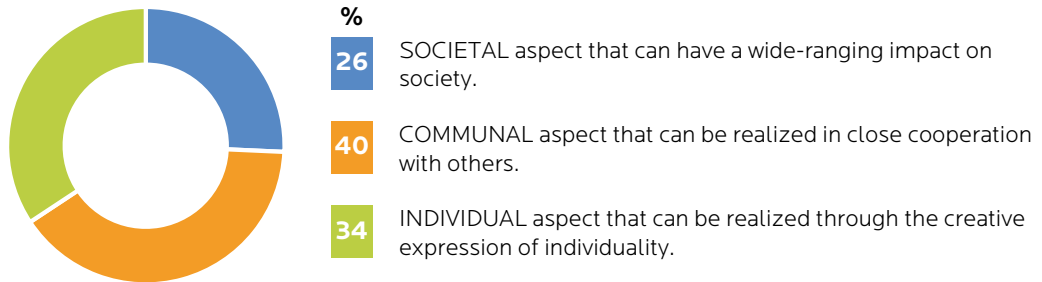 %
26 SOCIETAL aspect that can have a wide-ranging impact on
society.
40 COMMUNAL aspect that can be realized in close cooperation
with others.
34 INDIVIDUAL aspect that can be realized through the creative
expression of individuality.